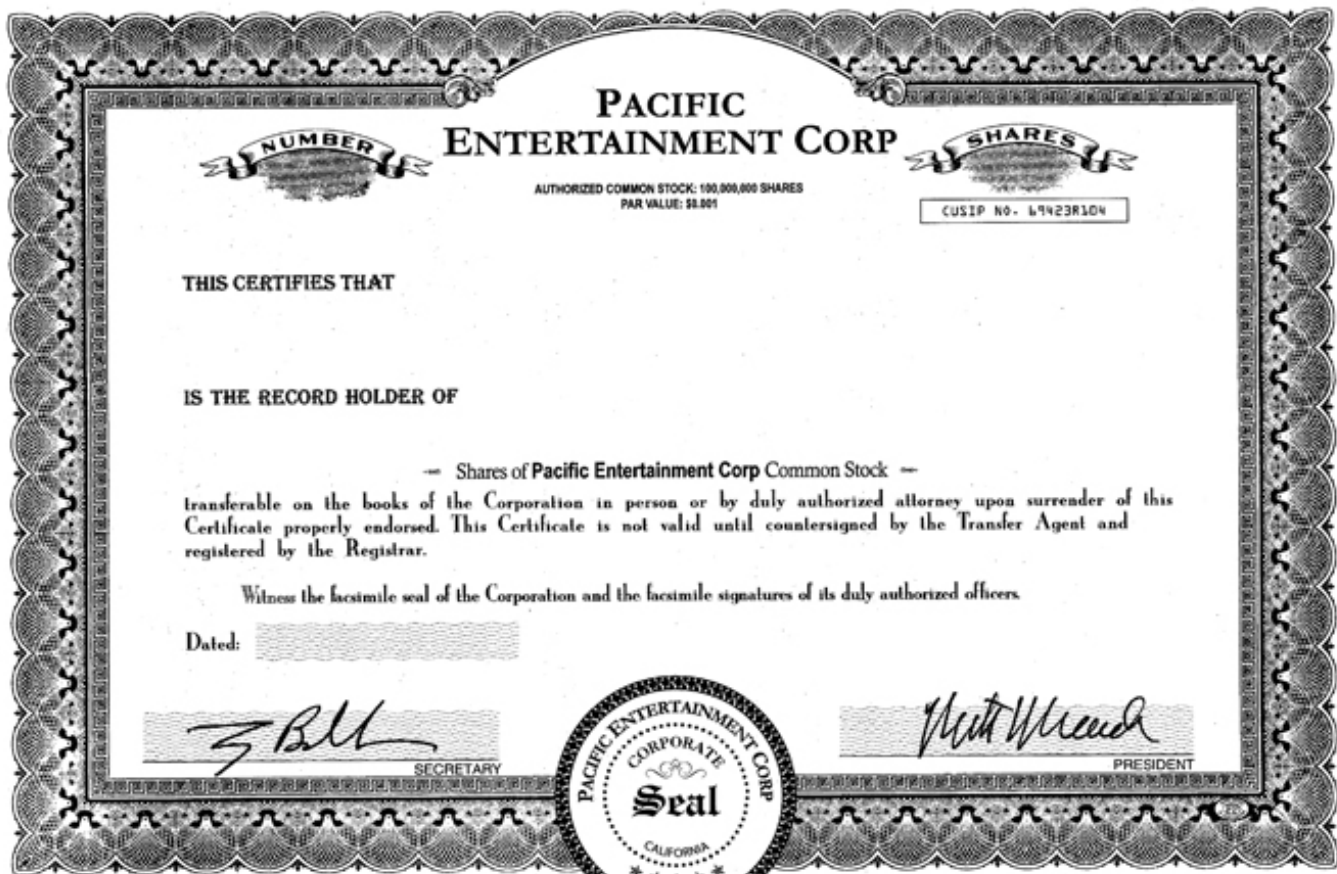 PACIFIC
ENTERTAINMENT CORP
NUMBER
SHARES
AUTHORIZED COMMON STOCK: 100,000,000 SHARES
PAR VALUE: $0.001
CUSIP NO. 69423R104
THIS CERTIFIES THAT
IS THE RECORD HOLDER OF
Shares of Pacific Entertainment Corp Common Stock
transferable on the books of the Corporation in person or by duly authorized attorney upon surrender of this
Certificate properly endorsed. This Certificate is not valid until countersigned by the Transfer Agent and
registered by the Registrar.
Witness the facsimile seal of the Corporation and the facsimile signatures of its duly authorized officers.
Dated:
SECRETARY
PRESIDENT
PACIFIC ENTERTAINMENT CORP
CORPORATE
Seal
CALIFORNIA